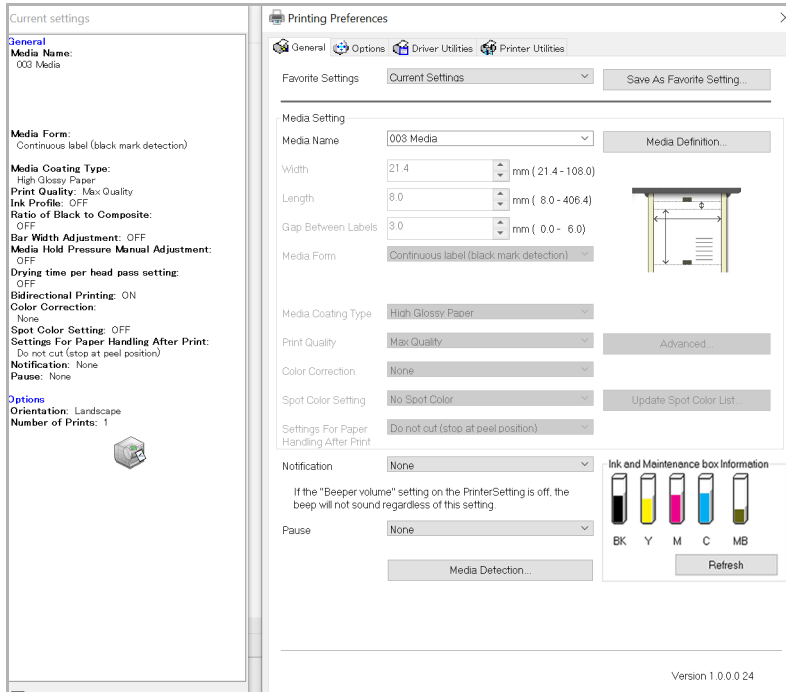 Current settings
General
Media Name:
003 Media
Media Form:
Continuous label (black mark detection)
Media Coating Type:
High Glossy Paper
Print Quality: Max Quality
Ink Profile: OFF
Ratio of Black to Composite:
OFF
Bar Width Adjustment: OFF
Media Hold Pressure Manual Adjustment:
OFF
Drying time per head pass setting:
OFF
Bidirectional Printing: ON
Color Correction:
None
Spot Color Setting: OFF
Settings For Paper Handling After Print:
Do not cut (stop at peel position)
Notification: None
Pause: None
Options
Orientation: Landscape
Number of Prints: 1
Printing Preferences
General Options Driver Utilities Printer Utilities
Favorite Settings Current Settings Save As Favorite Setting...
Media Setting
Media Name 003 Media Media Definition...
Width 21.4 mm ( 21.4 - 108.0)
Length 8.0 mm ( 8.0 - 406.4)
Gap Between Labels 3.0 mm ( 0.0 - 6.0)
Media Form Continuous label (black mark detection)
Media Coating Type High Glossy Paper
Print Quality Max Quality Advanced...
Color Correction None
Spot Color Setting No Spot Color Update Spot Color List...
Settings For Paper Do not cut (stop at peel position)
Handling After Print
Notification None
If the "Beeper volume" setting on the PrinterSetting is off, the
beep will not sound regardless of this setting.
Pause None
Media Detection...
Ink and Maintenance box Information
BK Y M C MB
Refresh
Version 1.0.0.0 24